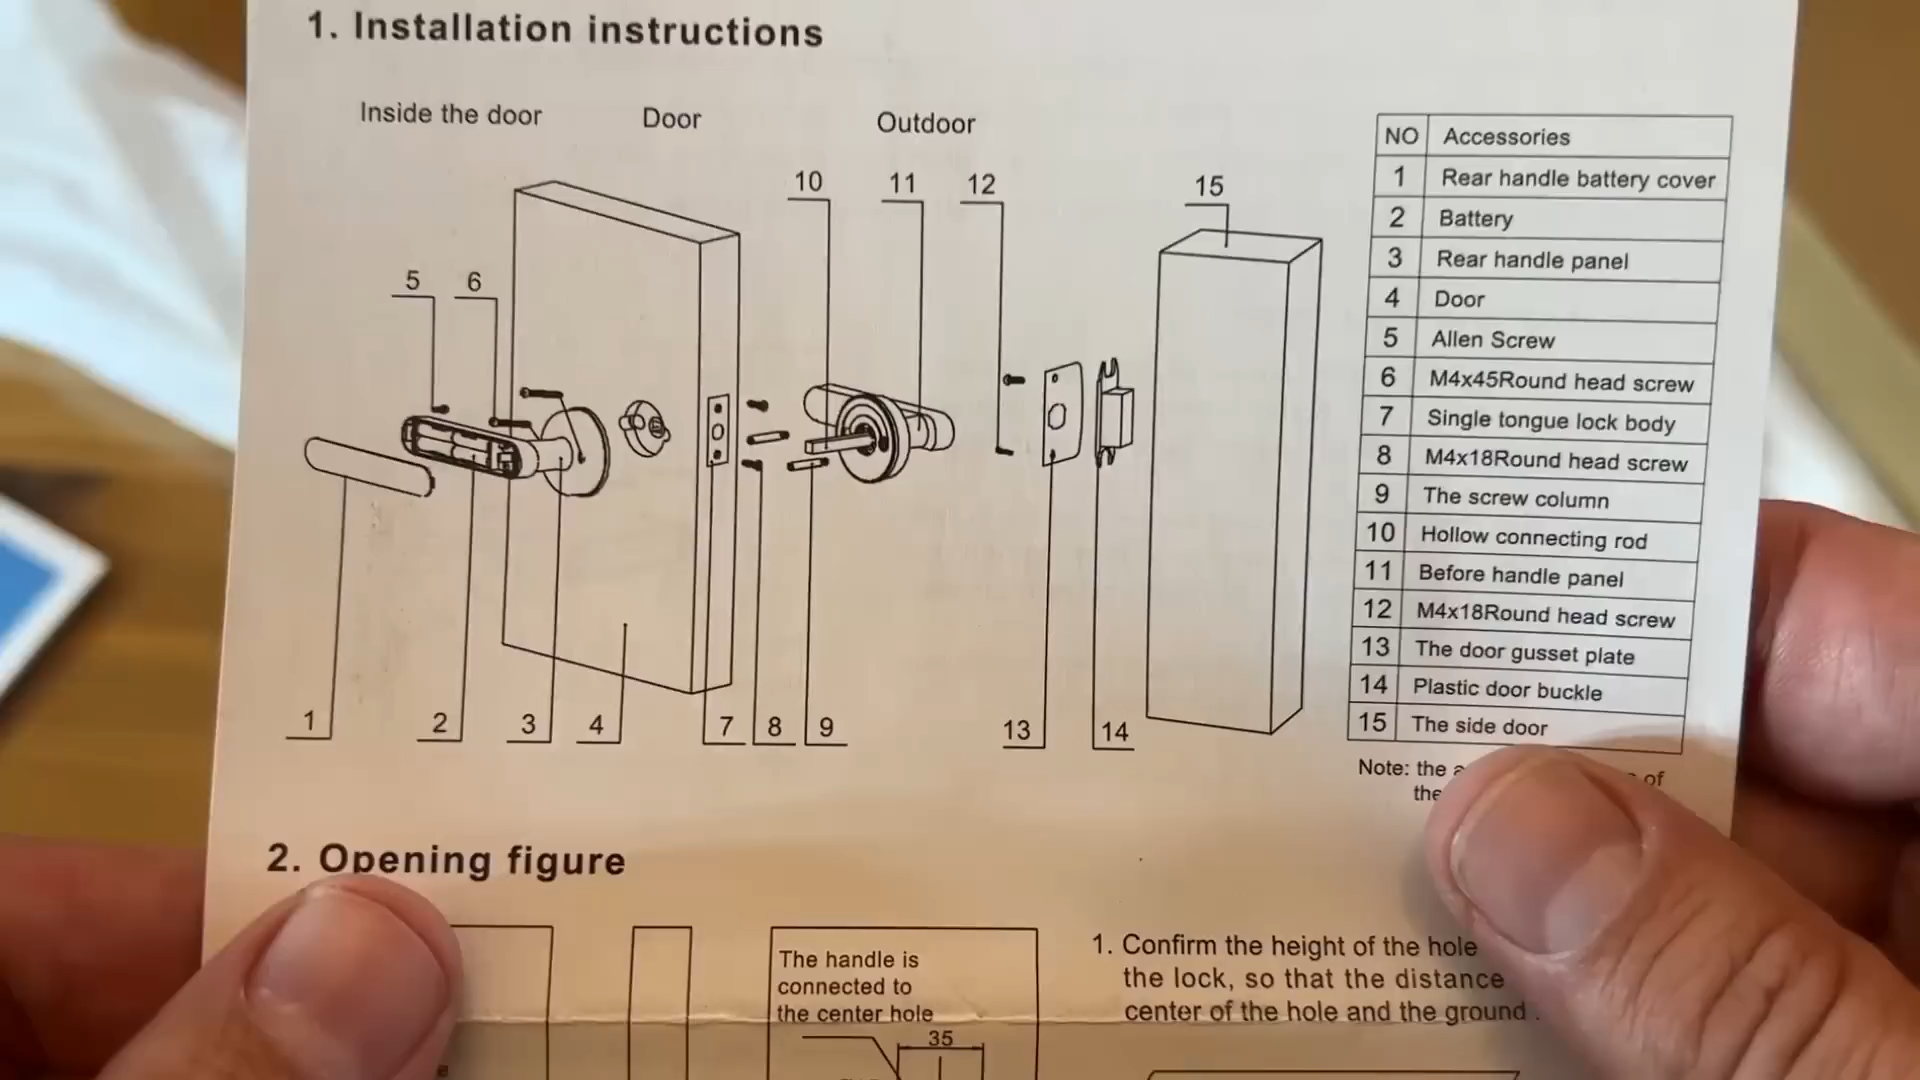 1. Installation instructions
Inside the door
Door
Outdoor
10
11
12
15
5
6
1
2
3
4
7
8
9
13
14
NO Accessories
1 Rear handle battery cover
2 Battery
3 Rear handle panel
4 Door
5 Allen Screw
6 M4x45Round head screw
7 Single tongue lock body
8 M4x18Round head screw
9 The screw column
10 Hollow connecting rod
11 Before handle panel
12 M4x18Round head screw
13 The door gusset plate
14 Plastic door buckle
15 The side door
Note: the of
the
2. Opening figure
The handle is
connected to
the center hole
35
1. Confirm the height of the hole
the lock, so that the distance
center of the hole and the ground